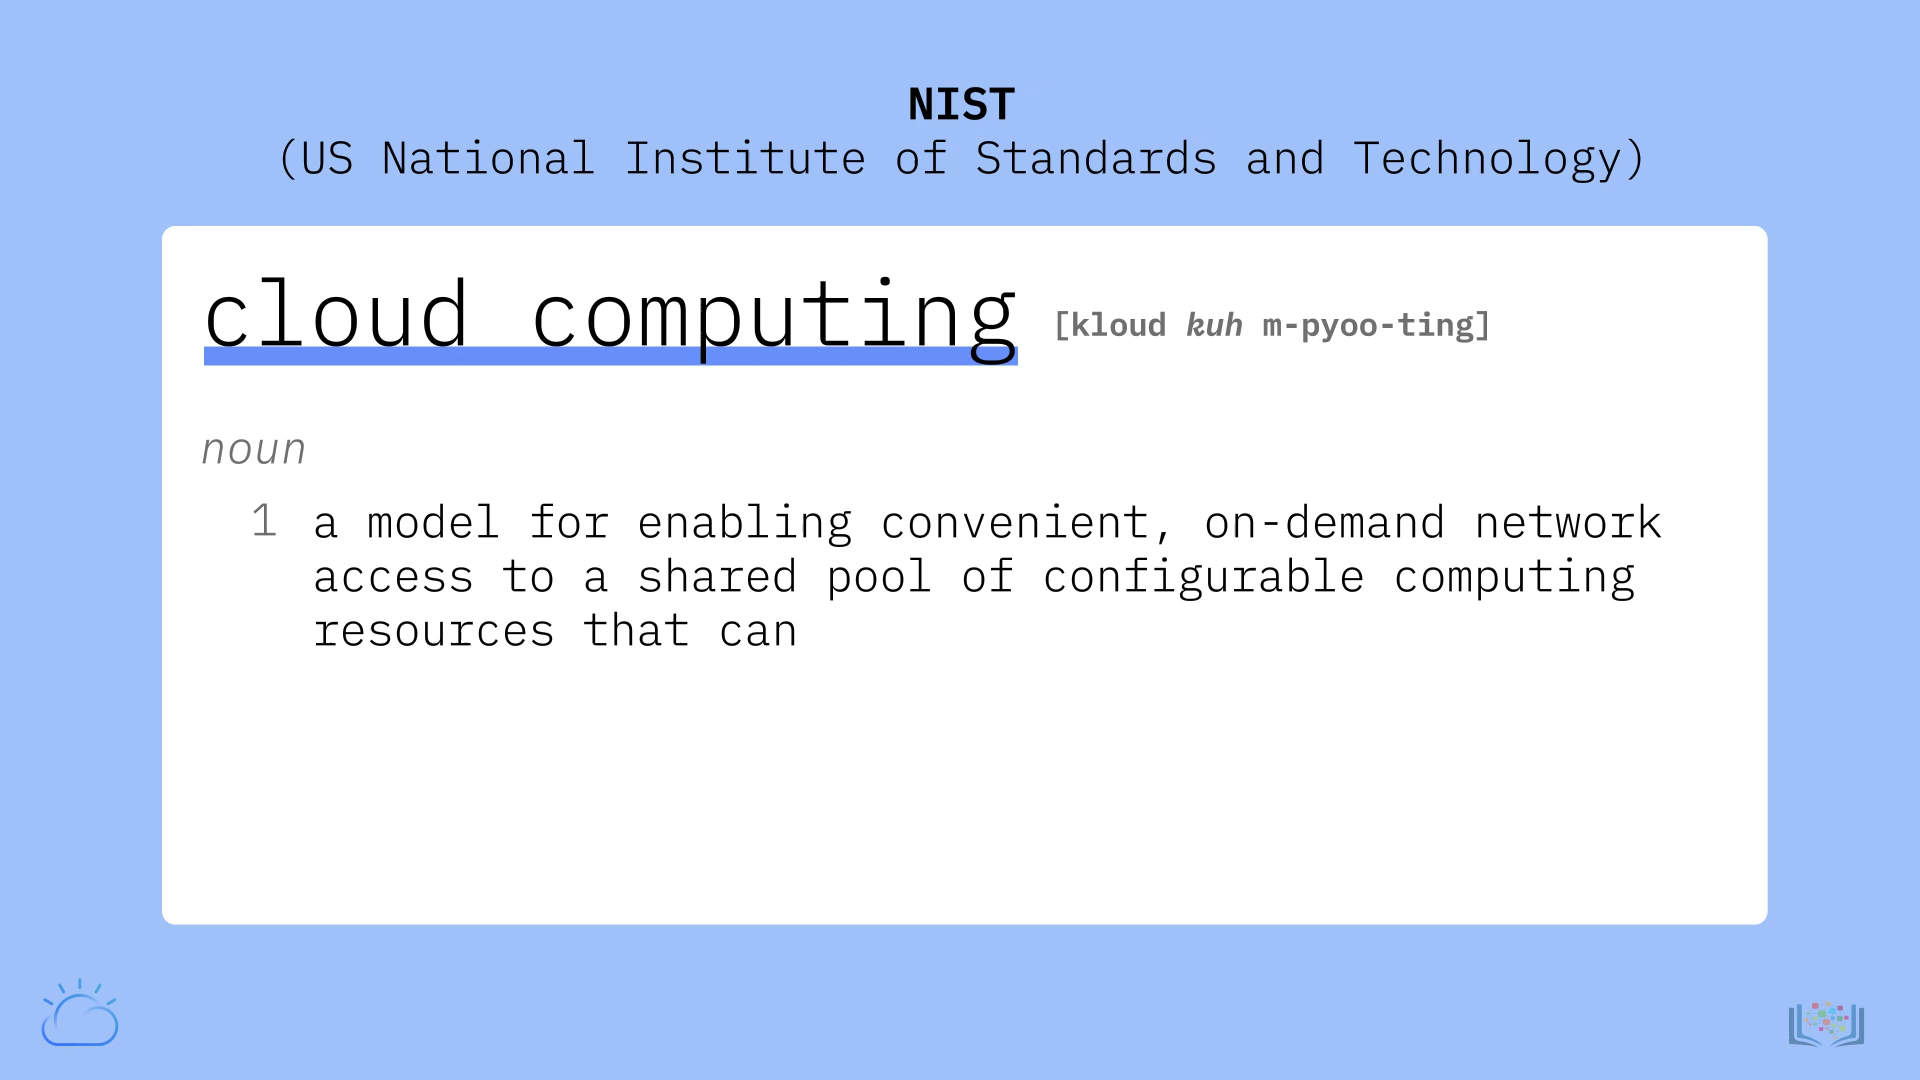 NIST
(US National Institute of Standards and Technology)
cloud computing [kloud kuh m-pyoo-ting]
noun
1 a model for enabling convenient, on-demand network
access to a shared pool of configurable computing
resources that can